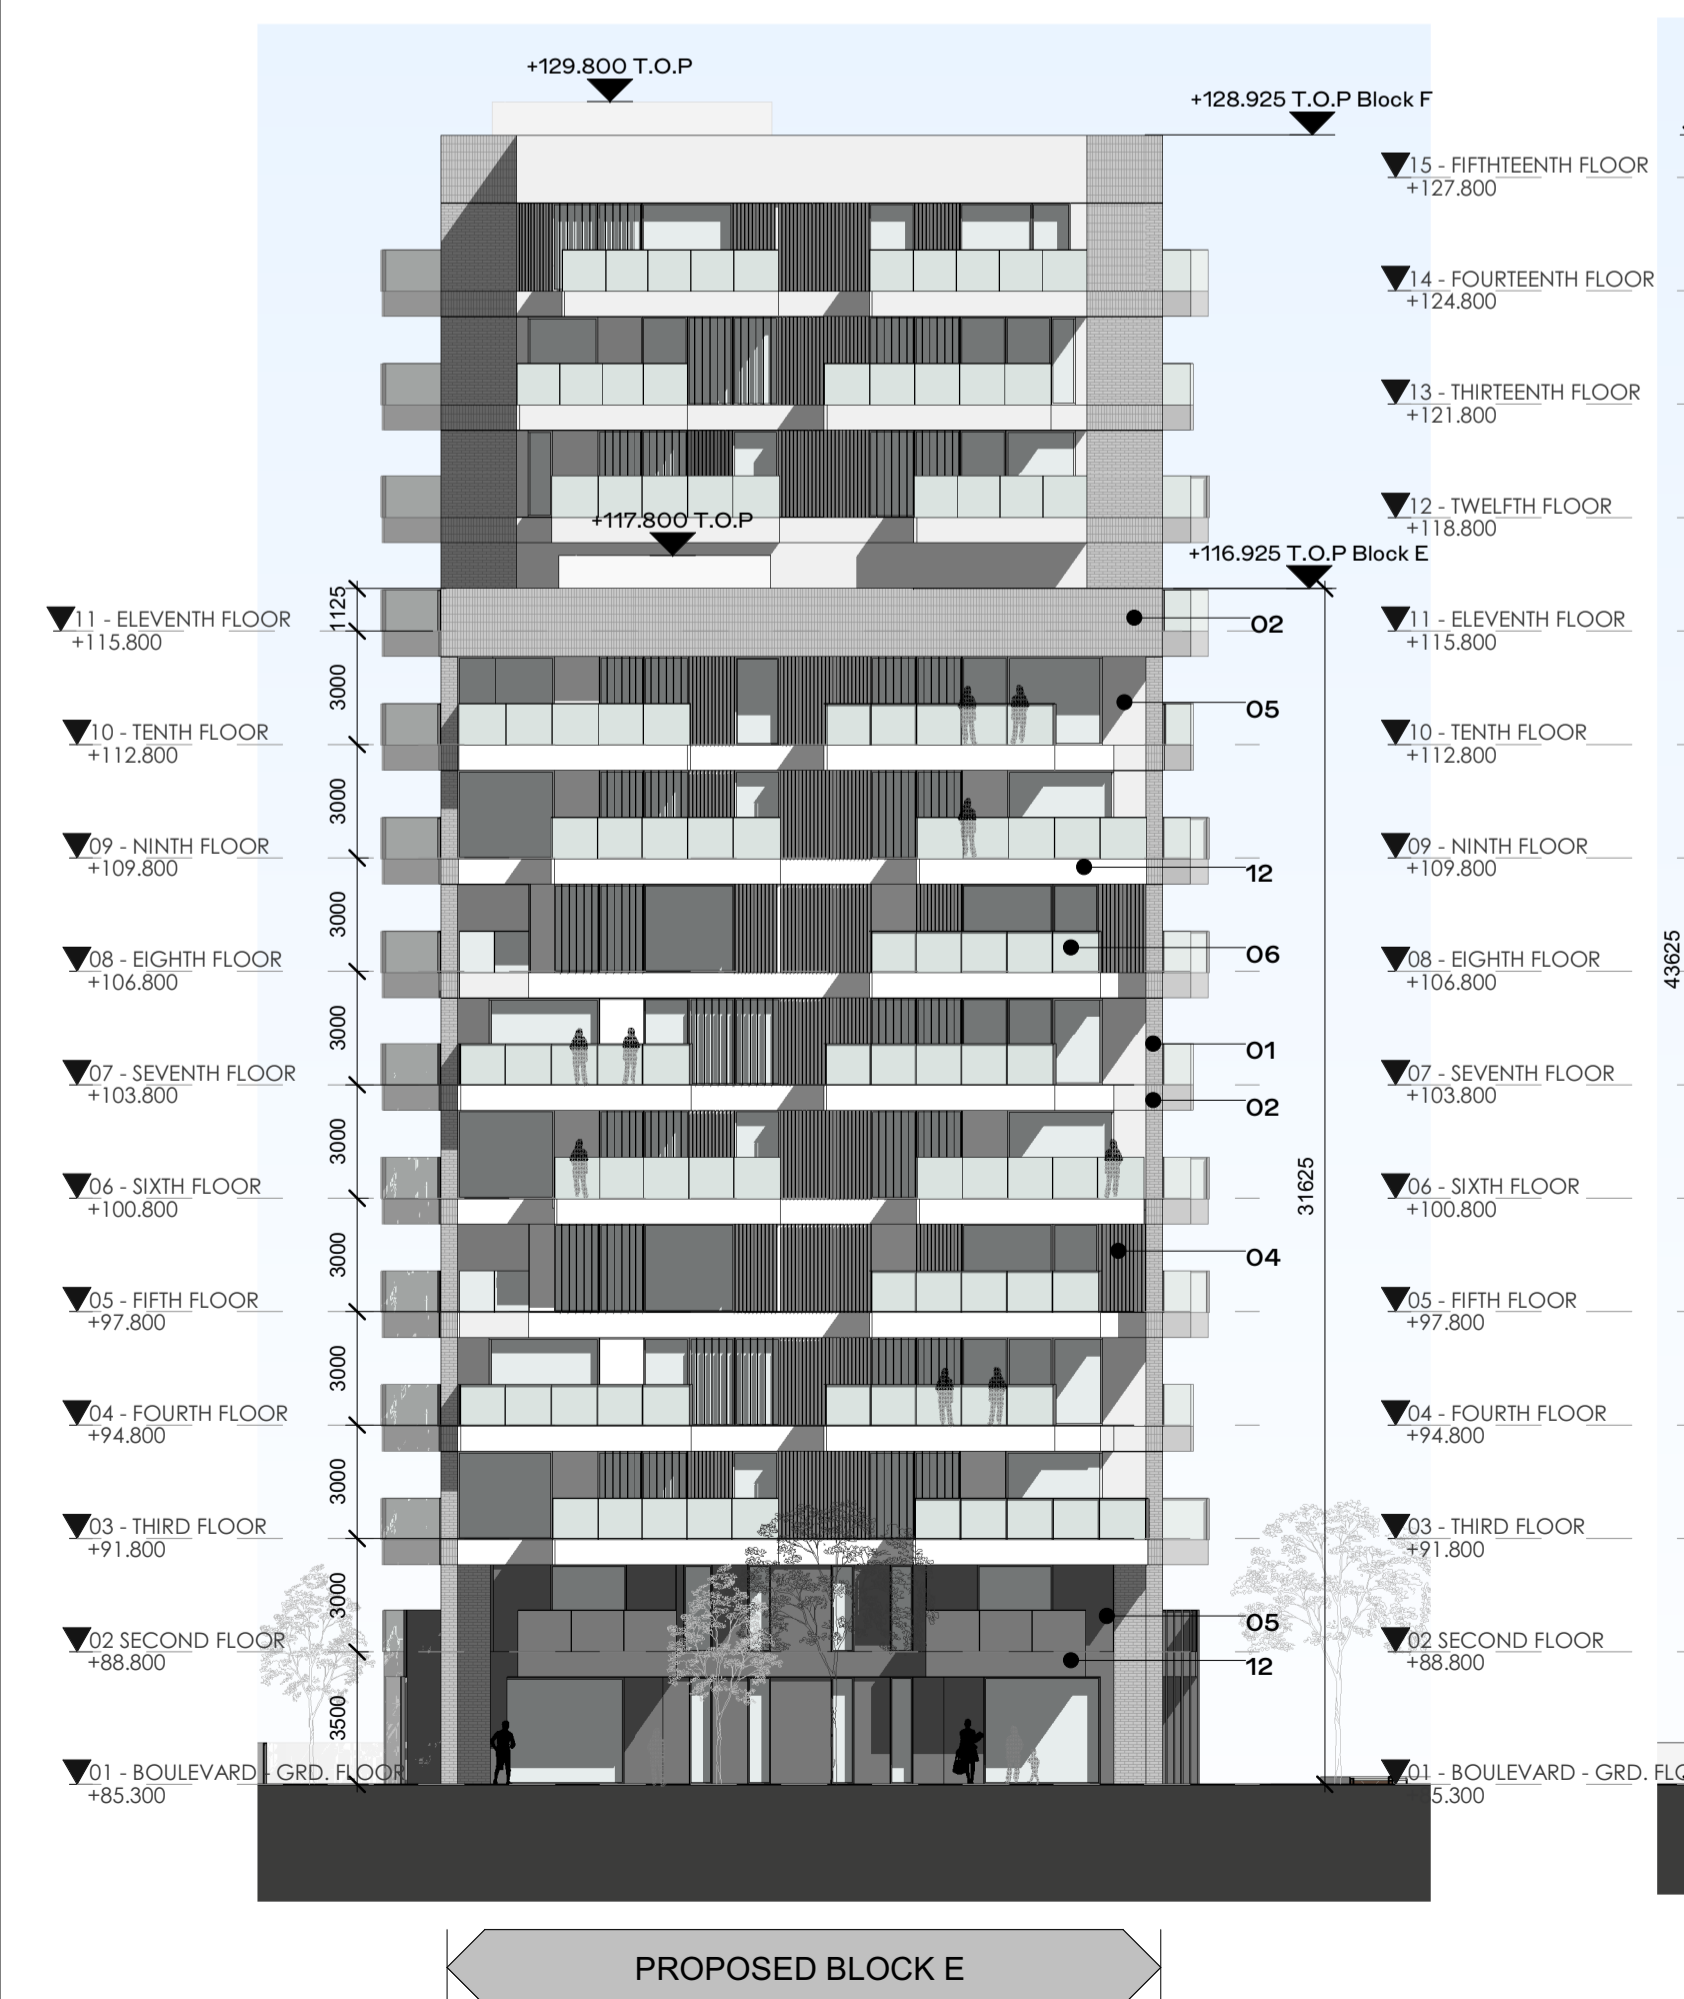 +129.800 T.O.P
+128.925 T.O.P Block F
15 - FIFTHTEENTH FLOOR
+127.800
14 - FOURTEENTH FLOOR
+124.800
13 - THIRTEENTH FLOOR
+121.800
12 - TWELFTH FLOOR
+118.800
+117.800 T.O.P
+116.925 T.O.P Block E
1125
11 - ELEVENTH FLOOR
+115.800
02
11 - ELEVENTH FLOOR
+115.800
3000
05
10 - TENTH FLOOR
+112.800
10 - TENTH FLOOR
+112.800
3000
09 - NINTH FLOOR
+109.800
12
09 - NINTH FLOOR
+109.800
3000
08 - EIGHTH FLOOR
+106.800
06
08 - EIGHTH FLOOR
+106.800
43625
3000
01
07 - SEVENTH FLOOR
+103.800
02
07 - SEVENTH FLOOR
+103.800
3000
06 - SIXTH FLOOR
+100.800
31625
06 - SIXTH FLOOR
+100.800
3000
04
05 - FIFTH FLOOR
+97.800
05 - FIFTH FLOOR
+97.800
3000
04 - FOURTH FLOOR
+94.800
04 - FOURTH FLOOR
+94.800
3000
03 - THIRD FLOOR
+91.800
03 - THIRD FLOOR
+91.800
3000
05
02 SECOND FLOOR
+88.800
12
02 SECOND FLOOR
+88.800
3500
01 - BOULEVARD - GRD. FLOOR
+85.300
01 - BOULEVARD - GRD.
+85.300
PROPOSED BLOCK E